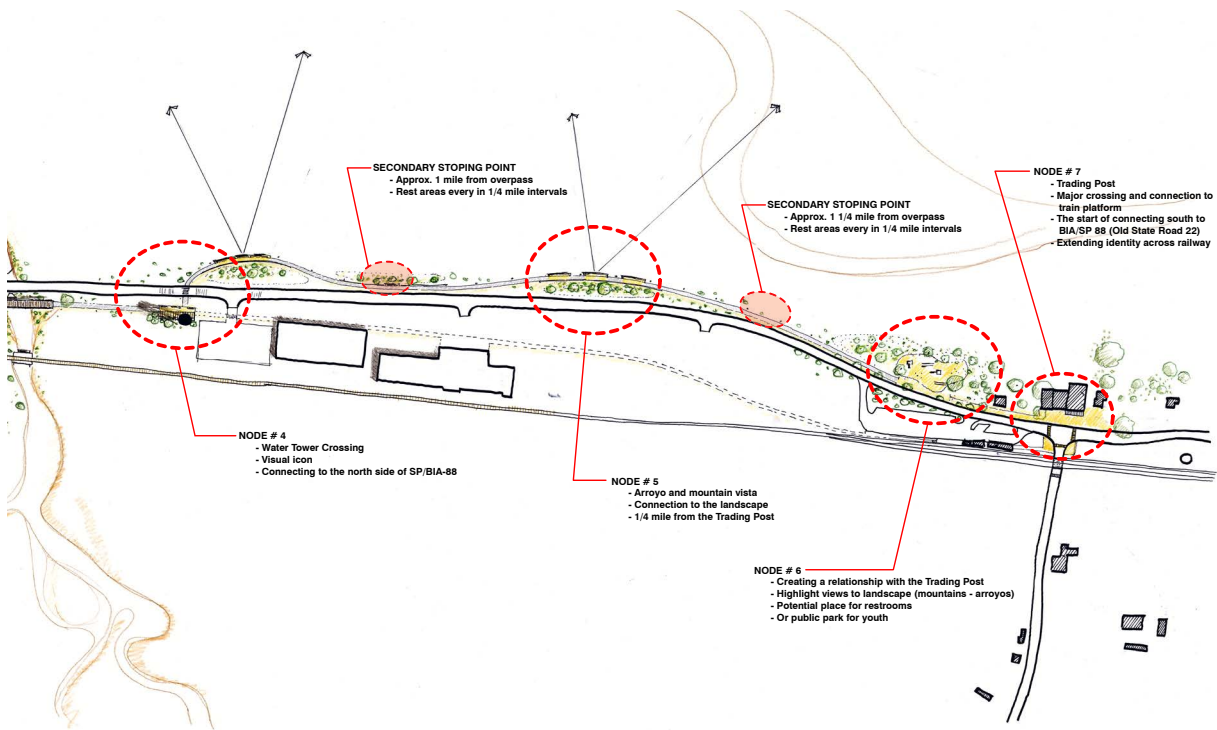 SECONDARY STOPING POINT
- Approx. 1 mile from overpass
- Rest areas every in 1/4 mile intervals
SECONDARY STOPING POINT
- Approx. 1 1/4 mile from overpass
- Rest areas every in 1/4 mile intervals
NODE # 7
- Trading Post
- Major crossing and connection to
train platform
- The start of connecting south to
BIA/SP 88 (Old State Road 22)
- Extending identity across railway
NODE # 4
- Water Tower Crossing
- Visual icon
- Connecting to the north side of SP/BIA-88
NODE # 5
- Arroyo and mountain vista
- Connection to the landscape
- 1/4 mile from the Trading Post
NODE # 6
- Creating a relationship with the Trading Post
- Highlight views to landscape (mountains - arroyos)
- Potential place for restrooms
- Or public park for youth